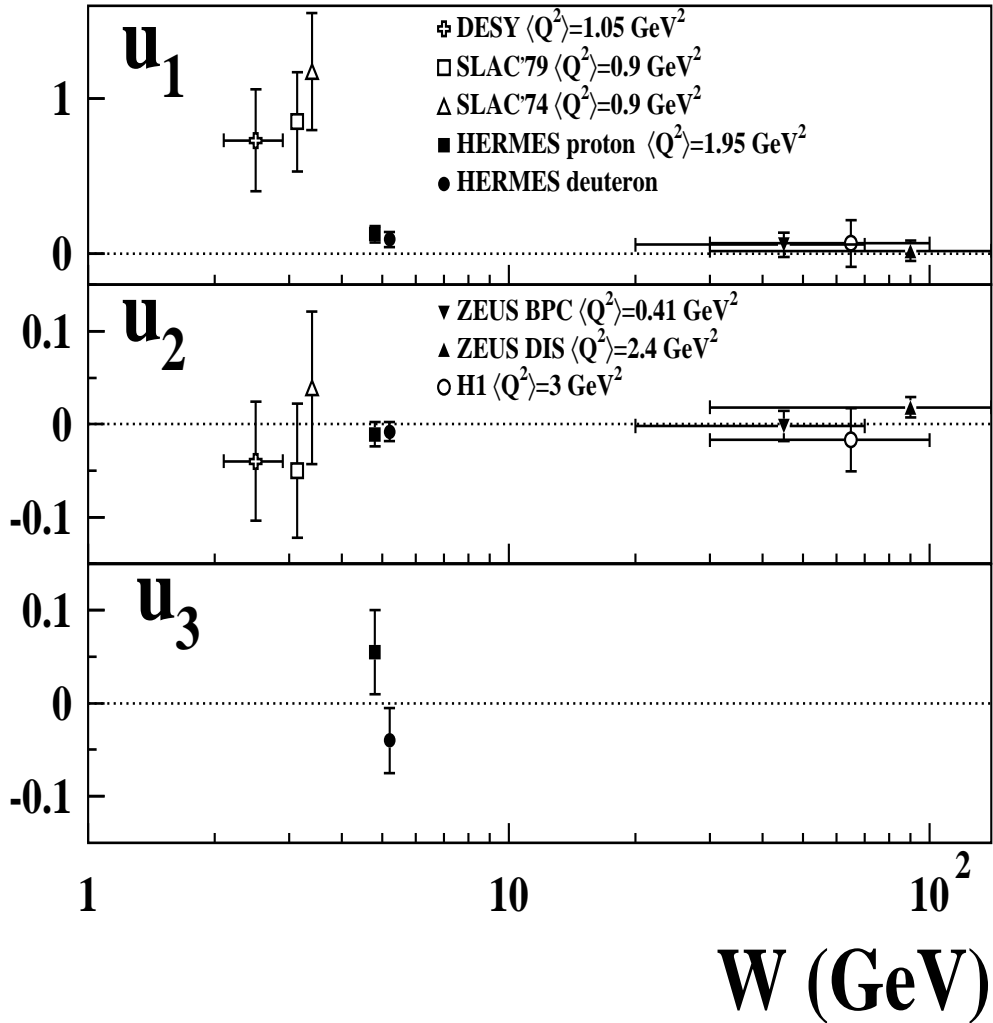 u₁
DESY ⟨Q²⟩=1.05 GeV²
SLAC'79 ⟨Q²⟩=0.9 GeV²
SLAC'74 ⟨Q²⟩=0.9 GeV²
HERMES proton ⟨Q²⟩=1.95 GeV²
HERMES deuteron
1
0
u₂
ZEUS BPC ⟨Q²⟩=0.41 GeV²
ZEUS DIS ⟨Q²⟩=2.4 GeV²
H1 ⟨Q²⟩=3 GeV²
0.1
0
-0.1
u₃
0.1
0
-0.1
1 10 10²
W (GeV)